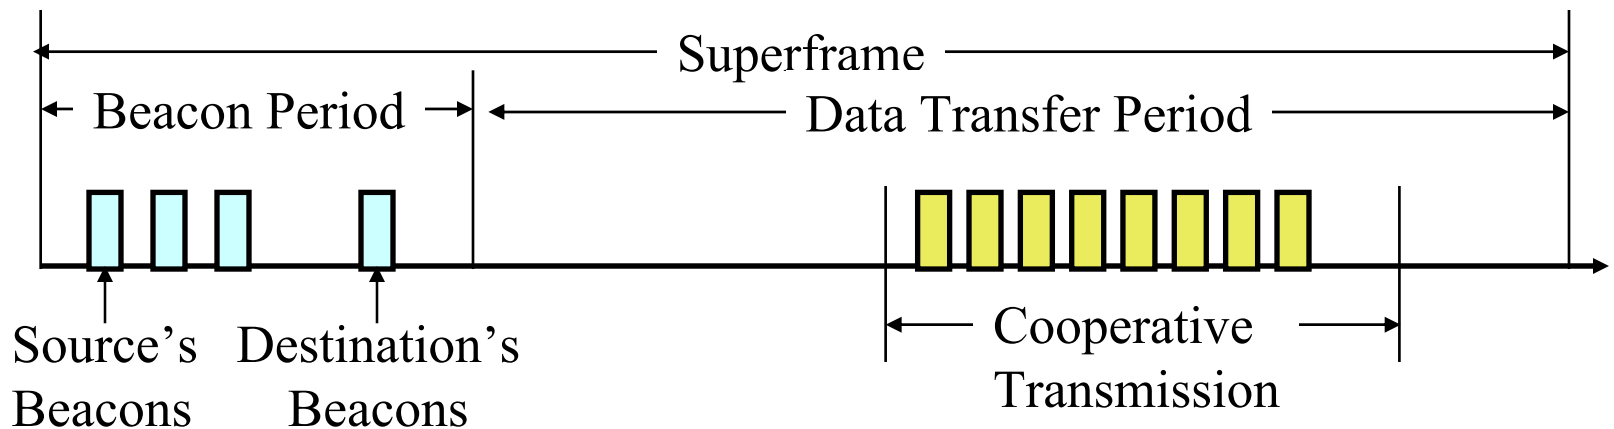 Superframe
Beacon Period
Data Transfer Period
Source’s
Beacons
Destination’s
Beacons
Cooperative
Transmission